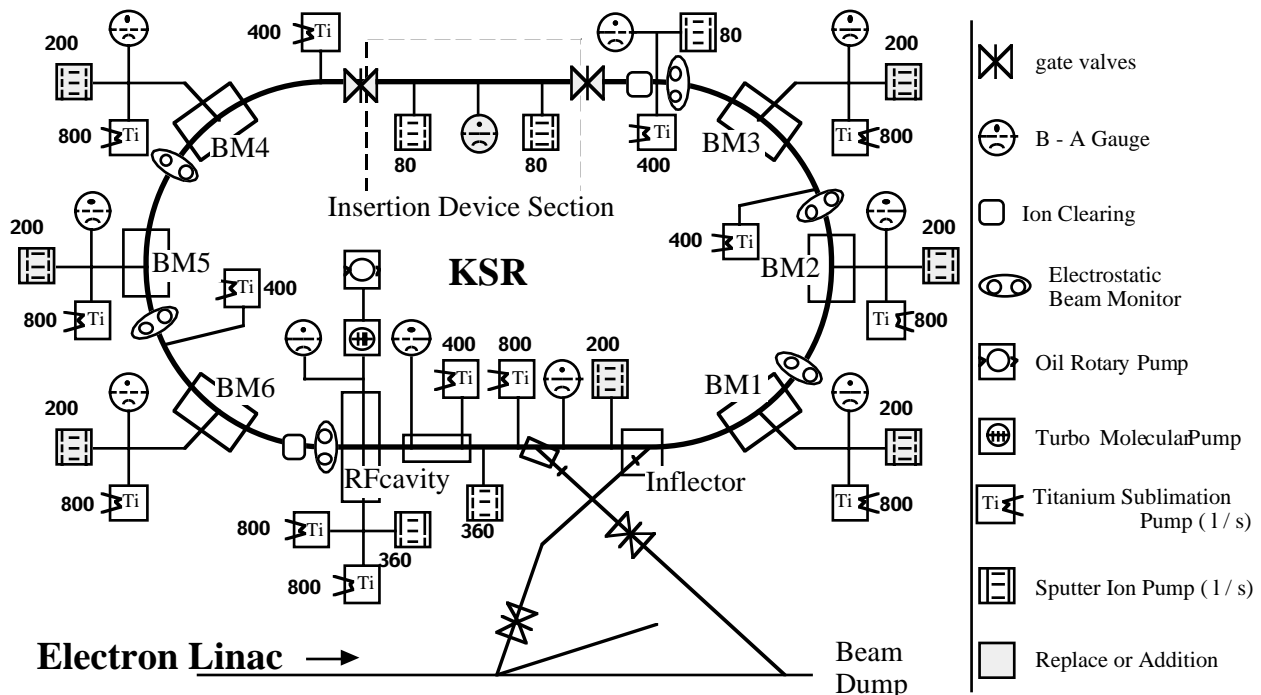 200
400
Ti
80
200
gate valves
800
Ti
BM4
80
80
Ti
400
BM3
Ti
800
B - A Gauge
Insertion Device Section
Ion Clearing
200
BM5
Ti
400
800
Ti
KSR
400
Ti
BM2
200
Ti
800
Electrostatic
Beam Monitor
200
BM6
400
Ti
800
Ti
200
BM1
200
Oil Rotary Pump
Turbo MolecularPump
800
Ti
RFcavity
360
Inflector
Ti
800
Ti
Titanium Sublimation
Pump ( l / s )
800
Ti
360
800
Ti
Sputter Ion Pump ( l / s )
Electron Linac
Beam
Dump
Replace or Addition